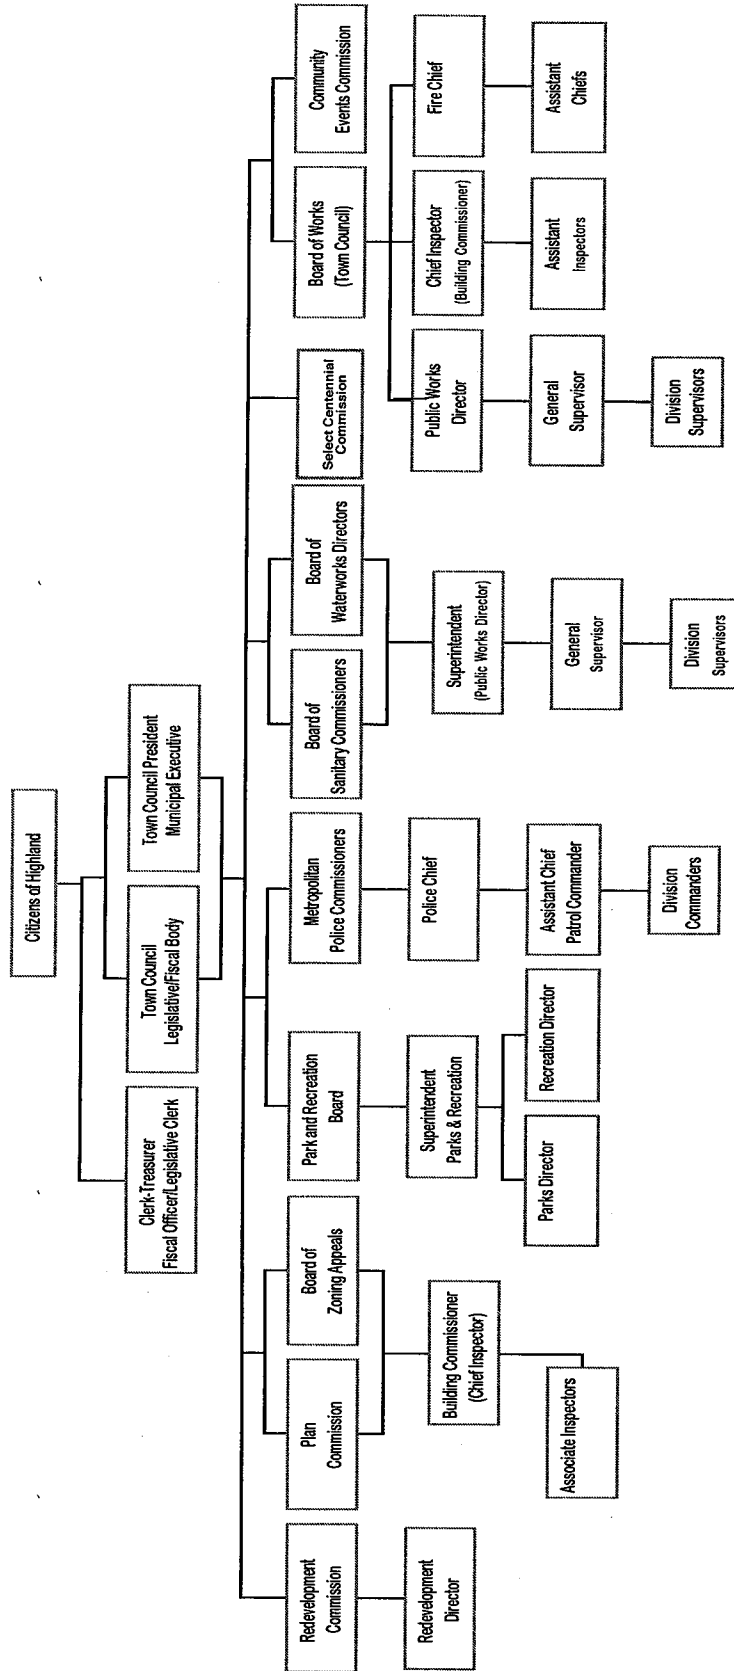 Citizens of Highland
Clerk-Treasurer
Fiscal Officer/Legislative Clerk
Town Council
Legislative/Fiscal Body
Town Council President
Municipal Executive
Redevelopment
Commission
Plan
Commission
Board of
Zoning Appeals
Park and Recreation
Board
Metropolitan
Police Commissioners
Board of
Sanitary Commissioners
Board of
Waterworks Directors
Select Centennial
Commission
Board of Works
(Town Council)
Community
Events Commission
Redevelopment
Director
Building Commissioner
(Chief Inspector)
Superintendent
Parks & Recreation
Police Chief
Superintendent
(Public Works Director)
Public Works
Director
Chief Inspector
(Building Commissioner)
Fire Chief
Associate Inspectors
Parks Director
Recreation Director
Assistant Chief
Patrol Commander
General
Supervisor
General
Supervisor
Assistant
Inspectors
Assistant
Chiefs
Division
Commanders
Division
Supervisors
Division
Supervisors